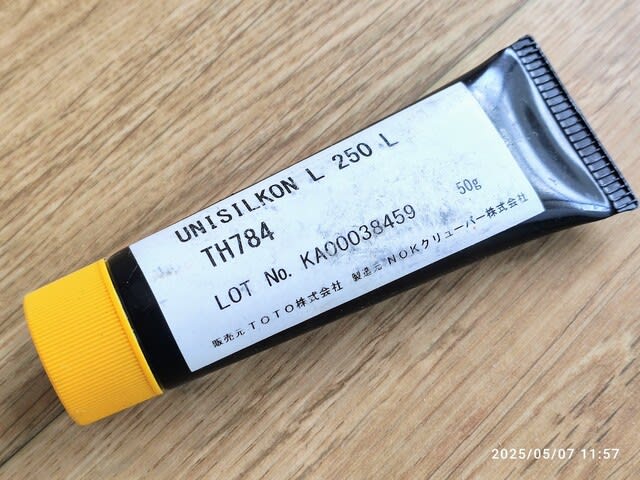 UNISILKON L 250 L
TH784 50g
LOT No. KA00038459
販売元 TOTO株式会社 製造元 NOKクリューバー株式会社
2025/05/07 11:57